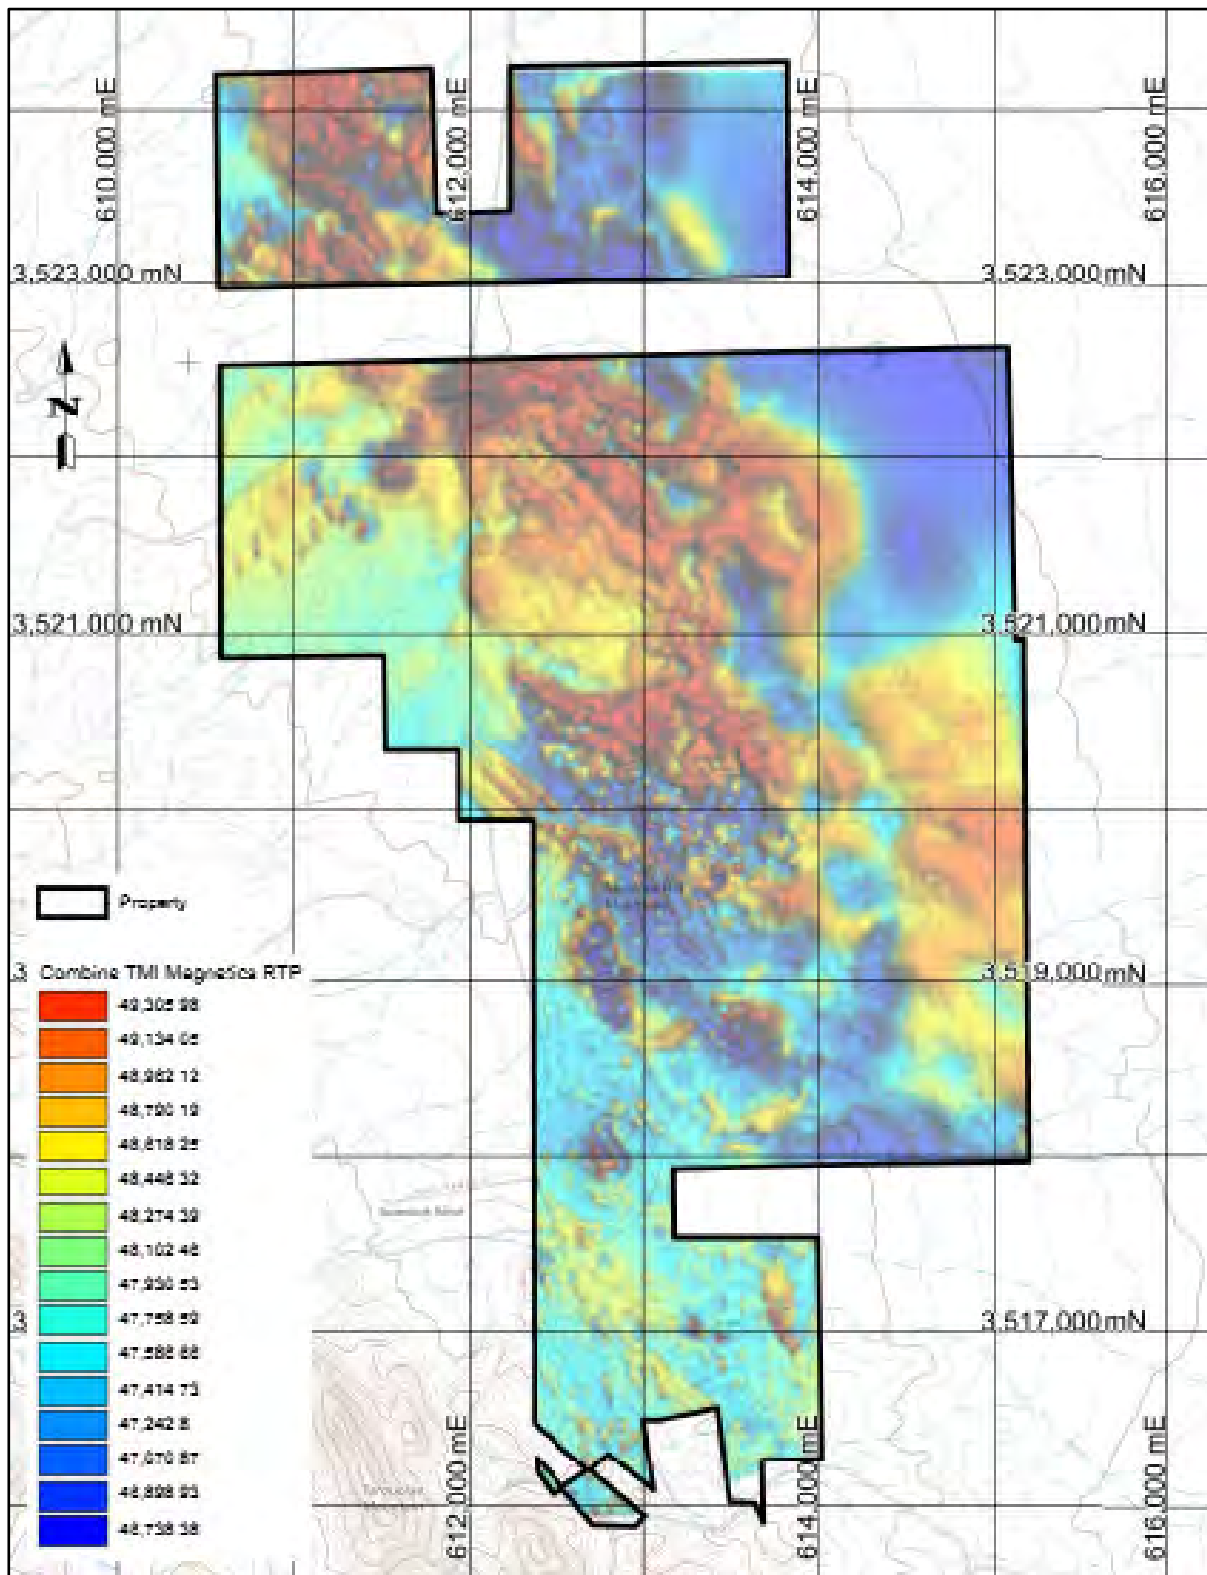 610,000 mE
612,000 mE
614,000 mE
616,000 mE
3,523,000 mN
3,523,000 mN
N
3,521,000 mN
3,521,000 mN
Property
3
Combine TMI Magnetics RTP
3,519,000 mN
49,305.98
49,134.05
48,962.12
48,790.19
48,618.25
48,446.32
48,274.39
48,102.46
47,930.53
47,758.59
47,586.66
47,414.73
47,242.8
47,070.87
46,898.93
3
3,517,000 mN
612,000 mE
614,000 mE
616,000 mE